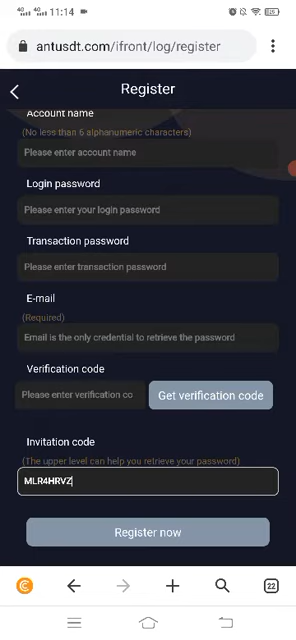 4G 4G 11:14
antusdt.com/ifront/log/register
Register
Account name
(No less than 6 alphanumeric characters)
Please enter account name
Login password
Please enter your login password
Transaction password
Please enter transaction password
E-mail
(Required)
Email is the only credential to retrieve the password
Verification code
Please enter verification co
Get verification code
Invitation code
(The upper level can help you retrieve your password)
MLR4HRVZ
Register now
22